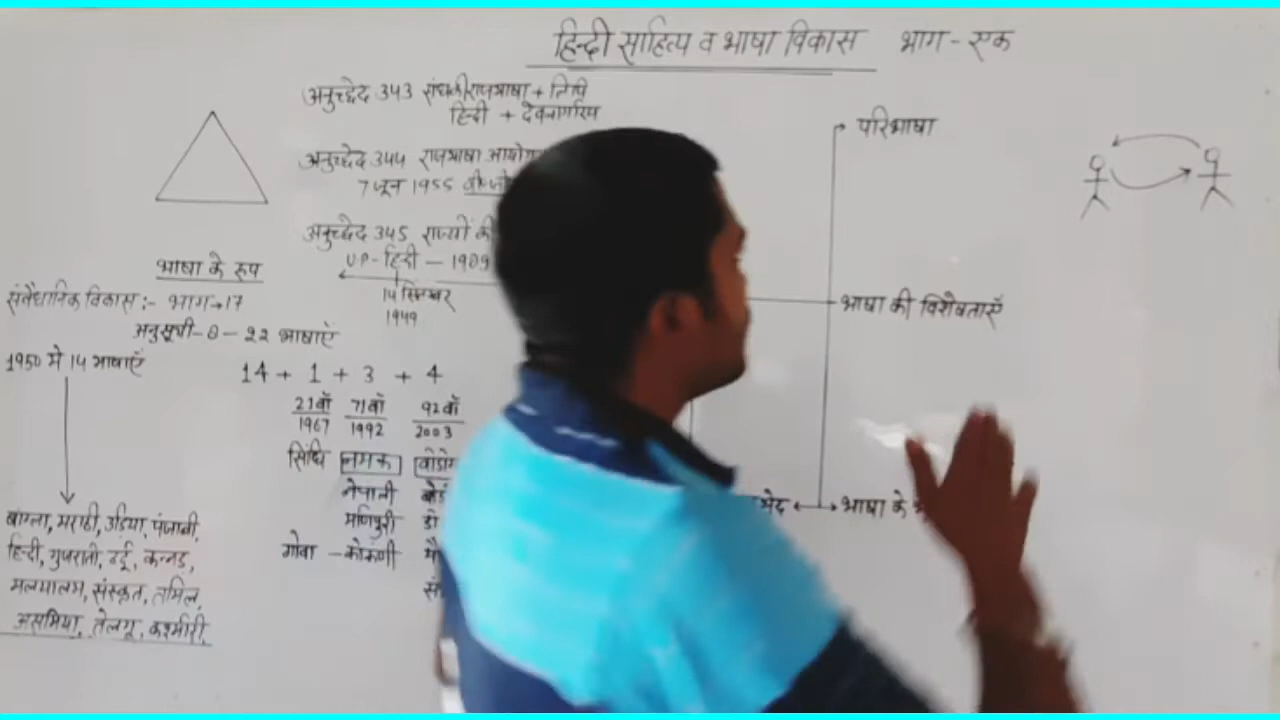 हिन्दी साहित्य व भाषा विकास भाग - एक
अनुच्छेद 343 संघ की राजभाषा + लिपि
हिन्दी + देवनागरिय
अनुच्छेद 344 राजभाषा आयोग
7 जून 1955
अनुच्छेद 345 राज्यों की
U.P - हिन्दी - 1989
14 सितम्बर
1949
भाषा के रूप
संवैधानिक विकास :- भाग → 17
अनुसूची - 8 - 22 भाषाएं
1950 मे 14 भाषाएँ
14 + 1 + 3 + 4
21वॉ 71वॉ 92वॉ
1967 1992 2003
सिंधि नमक
नेपाली
मणिपुरी
गोवा - कोकणी
बांग्ला, मराठी, उड़िया, पंजाबी,
हिन्दी, गुजराती, उर्दू, कन्नड,
मलयालम, संस्कृत, तमिल,
असमिया, तेलगू, कश्मीरी,
परिभाषा
भाषा की विशेषताएँ
भाषा के